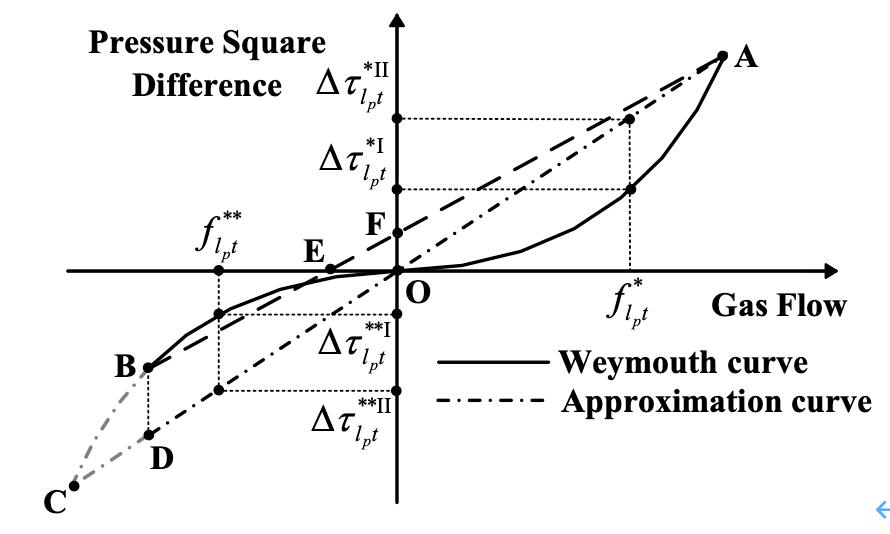 Pressure Square
Difference
A
Δτ*II lpt
Δτ*I lpt
F
f** lpt
E
O
f* lpt
Gas Flow
Δτ**I lpt
B
Weymouth curve
Δτ**II lpt
Approximation curve
D
C